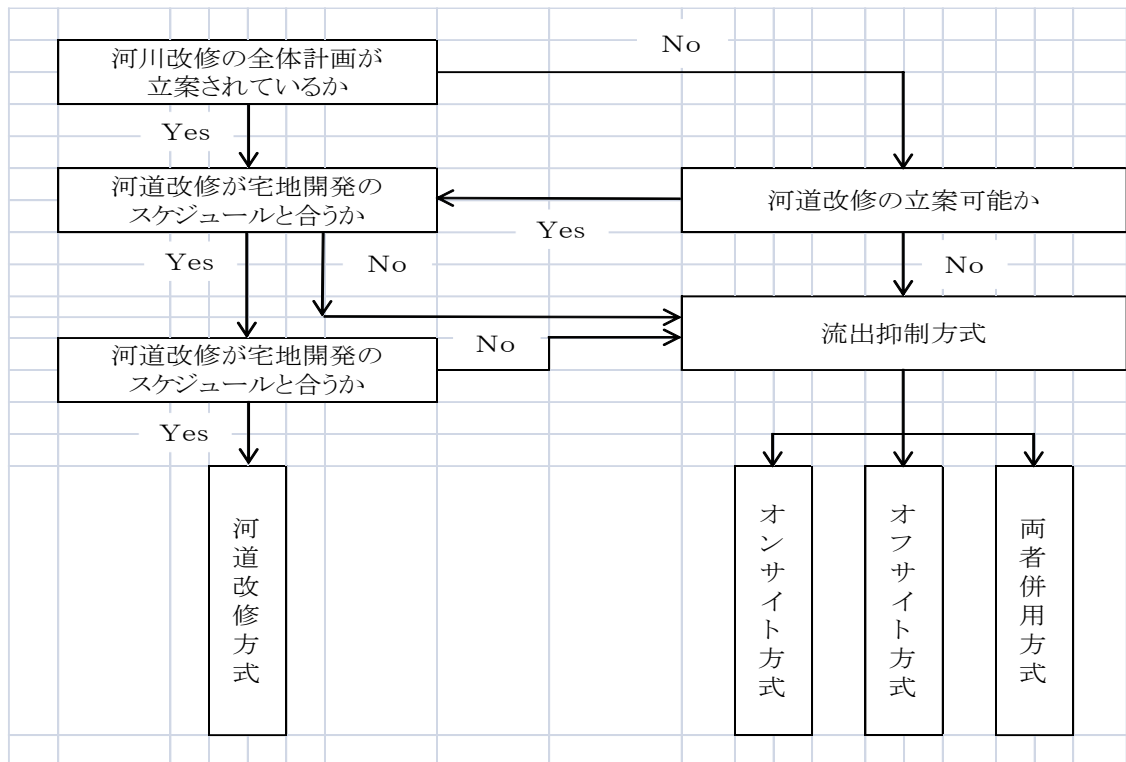 河川改修の全体計画が
立案されているか
No
Yes
河道改修が宅地開発の
スケジュールと合うか
河道改修の立案可能か
Yes
Yes
No
No
流出抑制方式
河道改修が宅地開発の
スケジュールと合うか
No
Yes
河道改修方式
オンサイト方式
オフサイト方式
両者併用方式